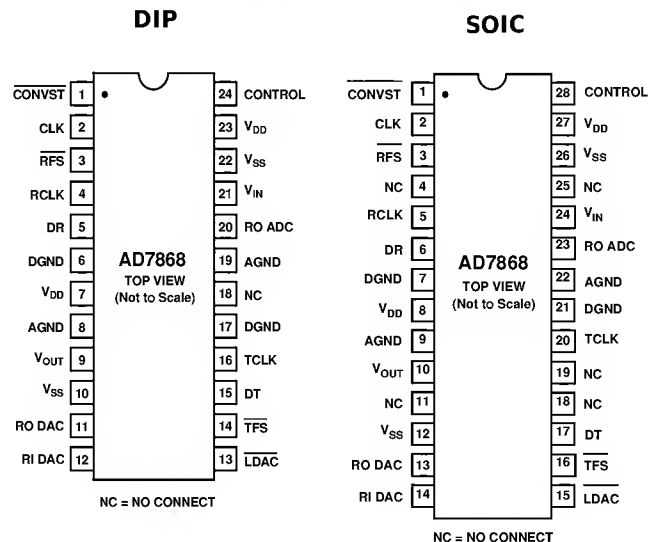 DIP
CONVST 1 24 CONTROL
CLK 2 23 VDD
RFS 3 22 VSS
RCLK 4 21 VIN
DR 5 20 RO ADC
DGND 6 19 AGND
VDD 7 18 NC
AGND 8 17 DGND
VOUT 9 16 TCLK
VSS 10 15 DT
RO DAC 11 14 TFS
RI DAC 12 13 LDAC
AD7868
TOP VIEW
(Not to Scale)
NC = NO CONNECT
SOIC
CONVST 1 28 CONTROL
CLK 2 27 VDD
RFS 3 26 VSS
NC 4 25 NC
RCLK 5 24 VIN
DR 6 23 RO ADC
DGND 7 22 AGND
VDD 8 21 DGND
AGND 9 20 TCLK
VOUT 10 19 NC
NC 11 18 NC
VSS 12 17 DT
RO DAC 13 16 TFS
RI DAC 14 15 LDAC
AD7868
TOP VIEW
(Not to Scale)
NC = NO CONNECT